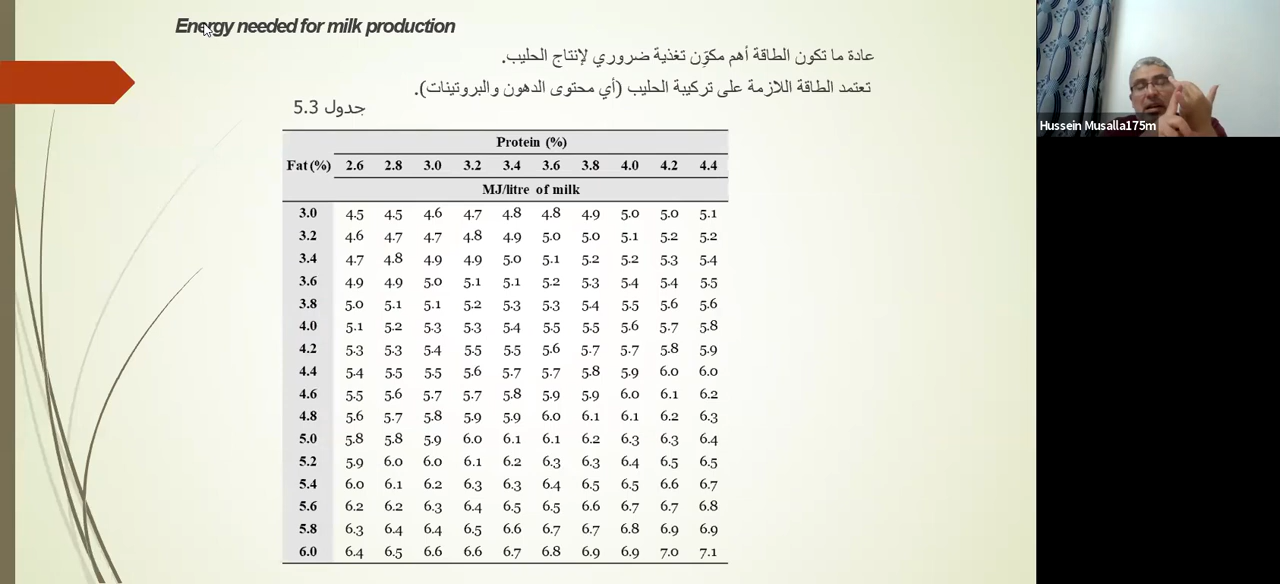 Energy needed for milk production
عادة ما تكون الطاقة أهم مكوّن تغذية ضروري لإنتاج الحليب.
تعتمد الطاقة اللازمة على تركيبة الحليب (أي محتوى الدهون والبروتينات).
جدول 5.3
Protein (%)
Fat (%) 2.6 2.8 3.0 3.2 3.4 3.6 3.8 4.0 4.2 4.4
MJ/litre of milk
3.0 4.5 4.5 4.6 4.7 4.8 4.8 4.9 5.0 5.0 5.1
3.2 4.6 4.7 4.7 4.8 4.9 5.0 5.0 5.1 5.2 5.2
3.4 4.7 4.8 4.9 4.9 5.0 5.1 5.2 5.2 5.3 5.4
3.6 4.9 4.9 5.0 5.1 5.1 5.2 5.3 5.4 5.4 5.5
3.8 5.0 5.1 5.1 5.2 5.3 5.3 5.4 5.5 5.6 5.6
4.0 5.1 5.2 5.3 5.3 5.4 5.5 5.5 5.6 5.7 5.8
4.2 5.3 5.3 5.4 5.5 5.5 5.6 5.7 5.7 5.8 5.9
4.4 5.4 5.5 5.5 5.6 5.7 5.7 5.8 5.9 6.0 6.0
4.6 5.5 5.6 5.7 5.7 5.8 5.9 5.9 6.0 6.1 6.2
4.8 5.6 5.7 5.8 5.9 5.9 6.0 6.1 6.1 6.2 6.3
5.0 5.8 5.8 5.9 6.0 6.1 6.1 6.2 6.3 6.3 6.4
5.2 5.9 6.0 6.0 6.1 6.2 6.3 6.3 6.4 6.5 6.5
5.4 6.0 6.1 6.2 6.3 6.3 6.4 6.5 6.5 6.6 6.7
5.6 6.2 6.2 6.3 6.4 6.5 6.5 6.6 6.7 6.7 6.8
5.8 6.3 6.4 6.4 6.5 6.6 6.7 6.7 6.8 6.9 6.9
6.0 6.4 6.5 6.6 6.6 6.7 6.8 6.9 6.9 7.0 7.1
Hussein Musalla175m